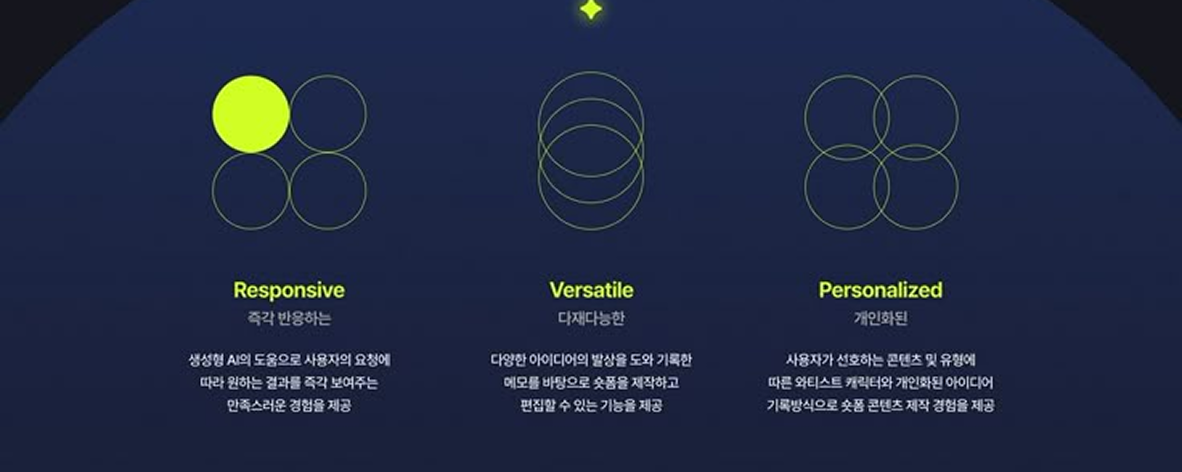 Responsive
즉각 반응하는
생성형 AI의 도움으로 사용자의 요청에
따라 원하는 결과를 즉각 보여주는
만족스러운 경험을 제공
Versatile
다재다능한
다양한 아이디어의 발상을 도와 기록한
메모를 바탕으로 숏폼을 제작하고
편집할 수 있는 기능을 제공
Personalized
개인화된
사용자가 선호하는 콘텐츠 및 유형에
따른 와티스트 캐릭터와 개인화된 아이디어
기록방식으로 숏폼 콘텐츠 제작 경험을 제공